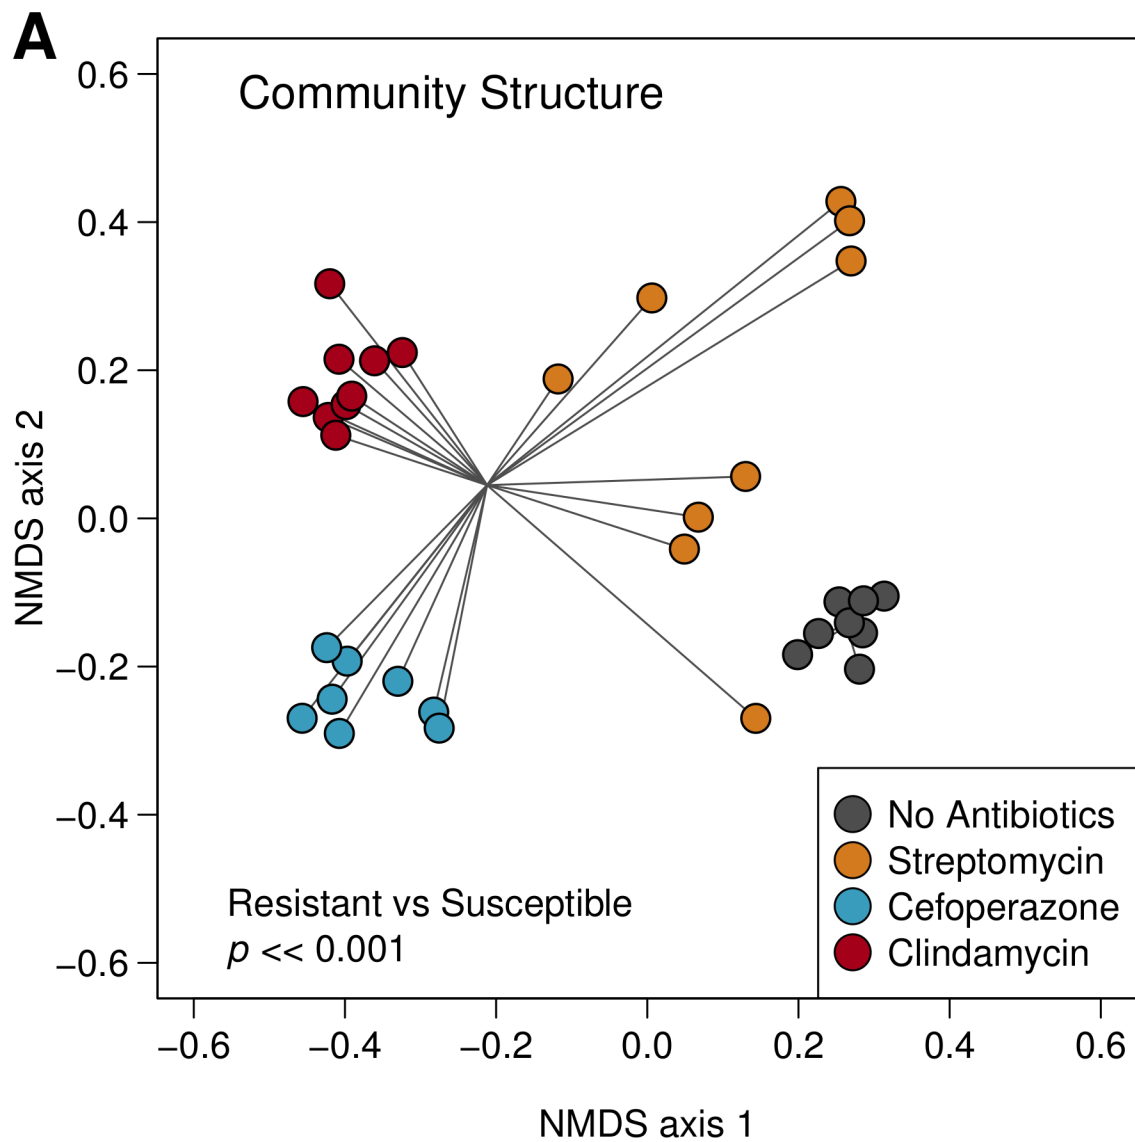 A
Community Structure
0.6
0.4
0.2
0.0
−0.2
−0.4
−0.6
NMDS axis 2
Resistant vs Susceptible
p << 0.001
No Antibiotics
Streptomycin
Cefoperazone
Clindamycin
−0.6 −0.4 −0.2 0.0 0.2 0.4 0.6
NMDS axis 1